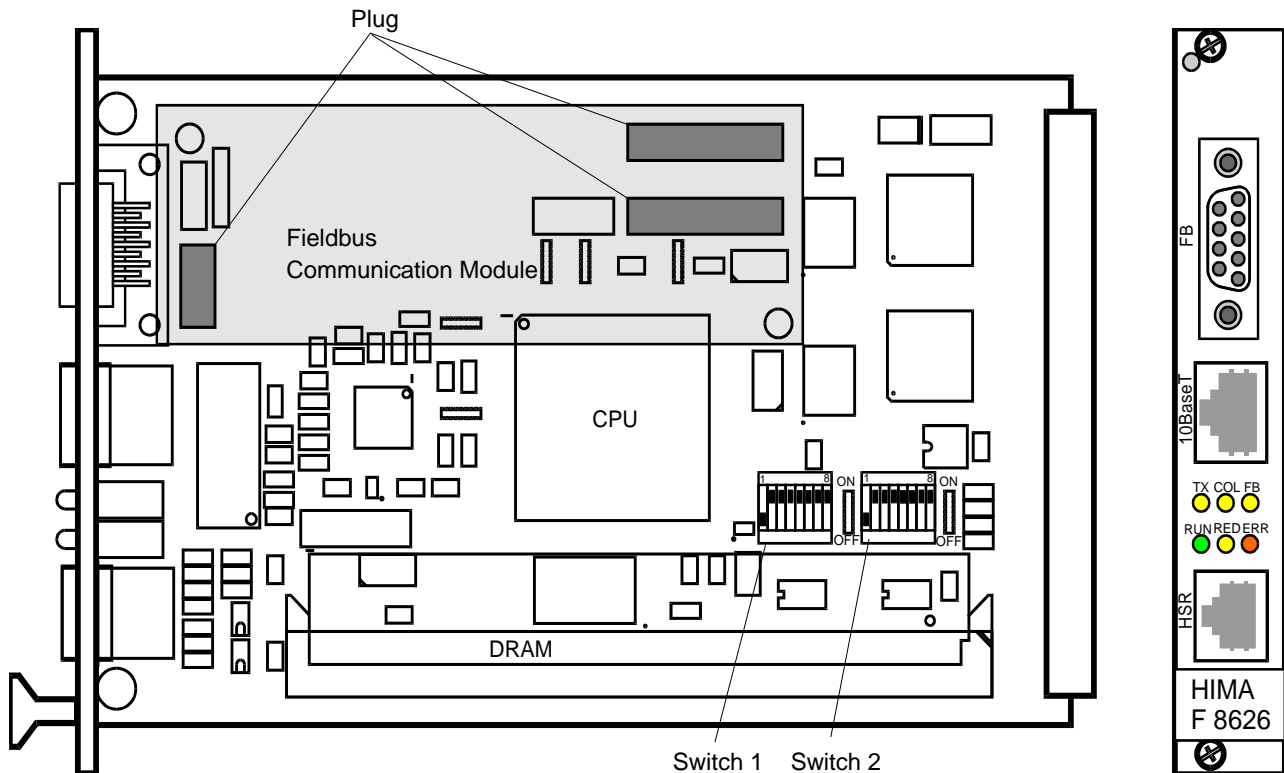 Plug
Fieldbus
Communication Module
CPU
1 8 ON
OFF
1 8 ON
OFF
DRAM
Switch 1 Switch 2
FB
10BaseT
TX COL FB
RUN RED ERR
HSR
HIMA
F 8626